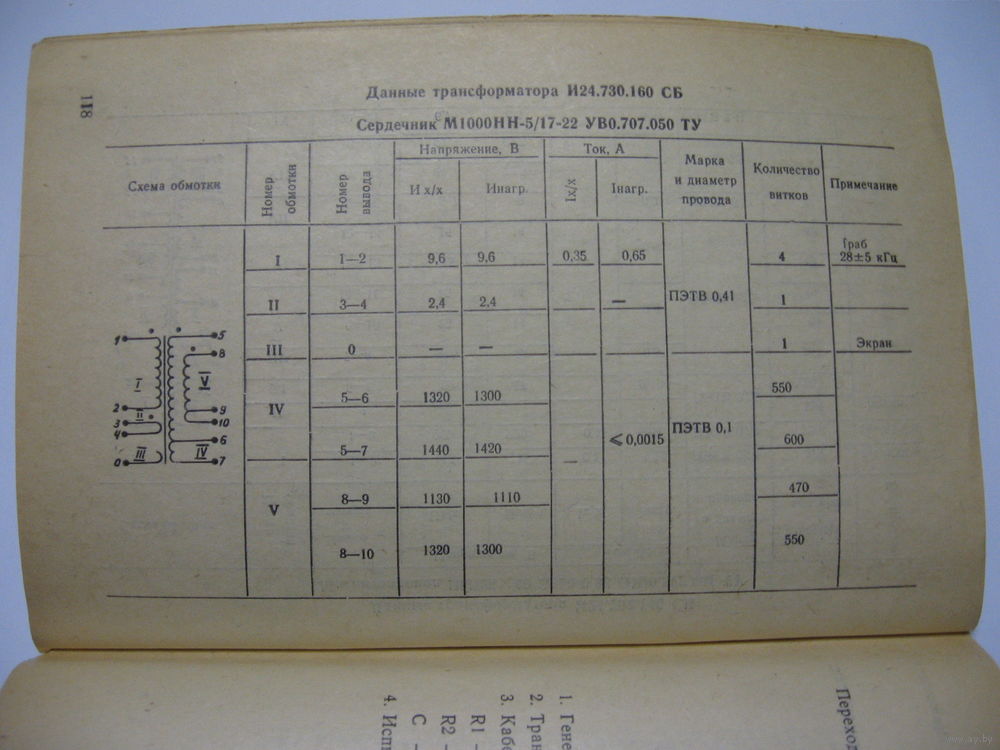 118
Данные трансформатора И24.730.160 СБ
Сердечник М1000НН-5/17-22 УВ0.707.050 ТУ
Схема обмотки | Номер обмотки | Номер вывода | Напряжение, В | Ток, А | Марка и диаметр провода | Количество витков | Примечание
И х/х | Инагр. | Iх/х | Iнагр.
I | 1—2 | 9,6 | 9,6 | 0,35 | 0,65 | 4 | fраб 28±5 кГц
II | 3—4 | 2,4 | 2,4 | — | ПЭТВ 0,41 | 1
III | 0 | — | — | 1 | Экран
IV | 5—6 | 1320 | 1300 | 550
5—7 | 1440 | 1420 | — | ⩽ 0,0015 | ПЭТВ 0,1 | 600
V | 8—9 | 1130 | 1110 | 470
8—10 | 1320 | 1300 | 550
1 5
8
I V
2 9
3 II 10
4 6
III IV
0 7
1. Гене
2. Тран
3. Кабе
R1 -
R2 -
C -
4. Испы
Перехо
www.ay.by